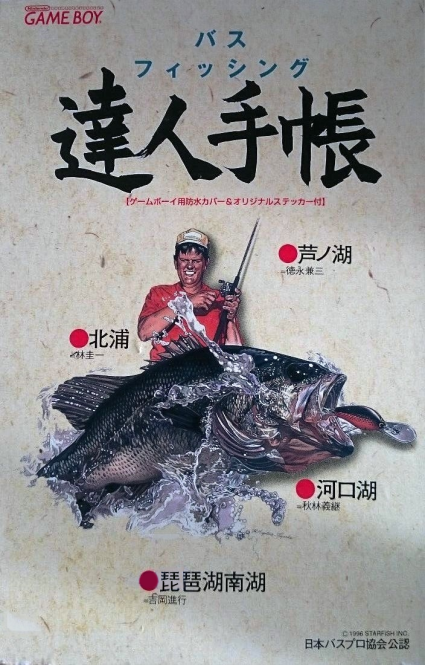 Nintendo
GAME BOY
バス
フィッシング
達人手帳
【ゲームボーイ用防水カバー&オリジナルステッカー付】
芦ノ湖
徳永兼三
北浦
林圭一
河口湖
秋林義継
琵琶湖南湖
吉岡進行
© 1996 STARFISH INC.
日本バスプロ協会公認